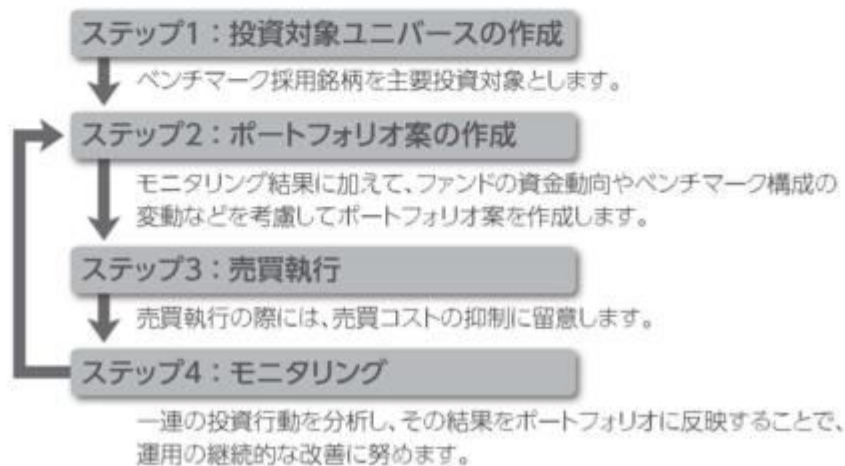 ステップ1：投資対象ユニバースの作成
ベンチマーク採用銘柄を主要投資対象とします。
ステップ2：ポートフォリオ案の作成
モニタリング結果に加えて、ファンドの資金動向やベンチマーク構成の
変動などを考慮してポートフォリオ案を作成します。
ステップ3：売買執行
売買執行の際には、売買コストの抑制に留意します。
ステップ4：モニタリング
一連の投資行動を分析し、その結果をポートフォリオに反映することで、
運用の継続的な改善に努めます。